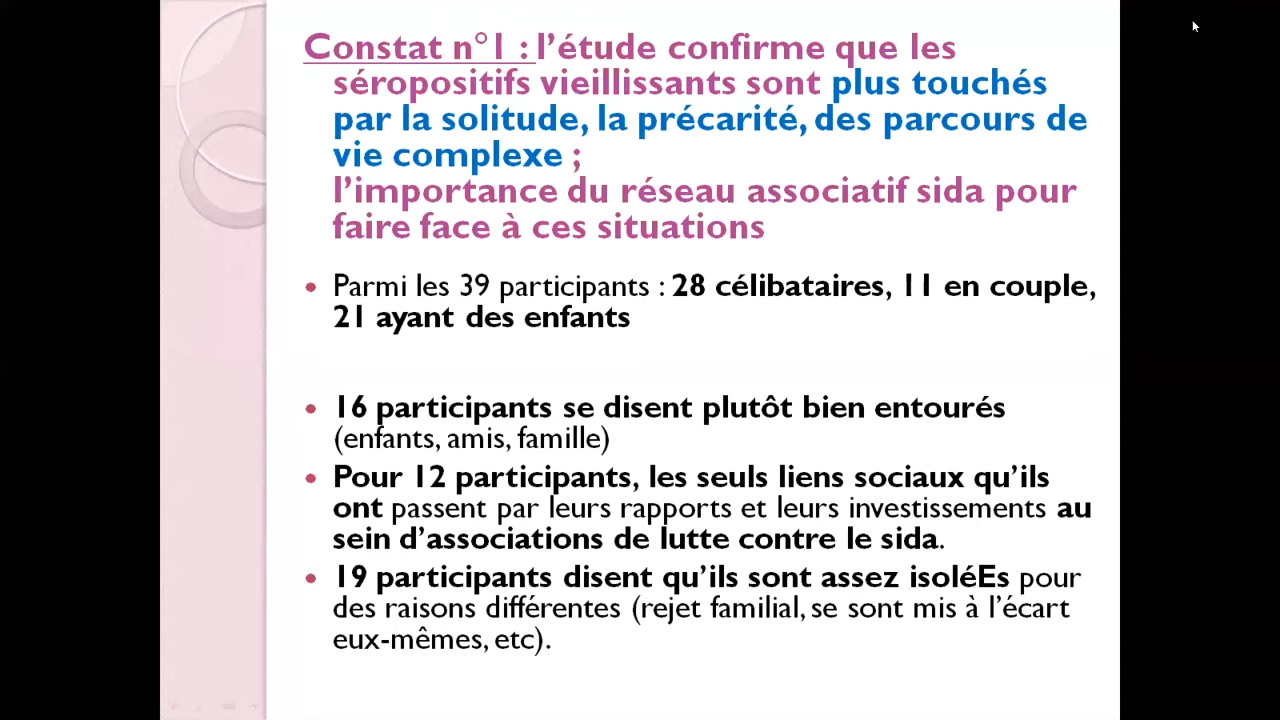 Constat n°1 : l’étude confirme que les
séropositifs vieillissants sont plus touchés
par la solitude, la précarité, des parcours de
vie complexe ;
l’importance du réseau associatif sida pour
faire face à ces situations
• Parmi les 39 participants : 28 célibataires, 11 en couple,
21 ayant des enfants
• 16 participants se disent plutôt bien entourés
(enfants, amis, famille)
• Pour 12 participants, les seuls liens sociaux qu’ils
ont passent par leurs rapports et leurs investissements au
sein d’associations de lutte contre le sida.
• 19 participants disent qu’ils sont assez isoléEs pour
des raisons différentes (rejet familial, se sont mis à l’écart
eux-mêmes, etc).